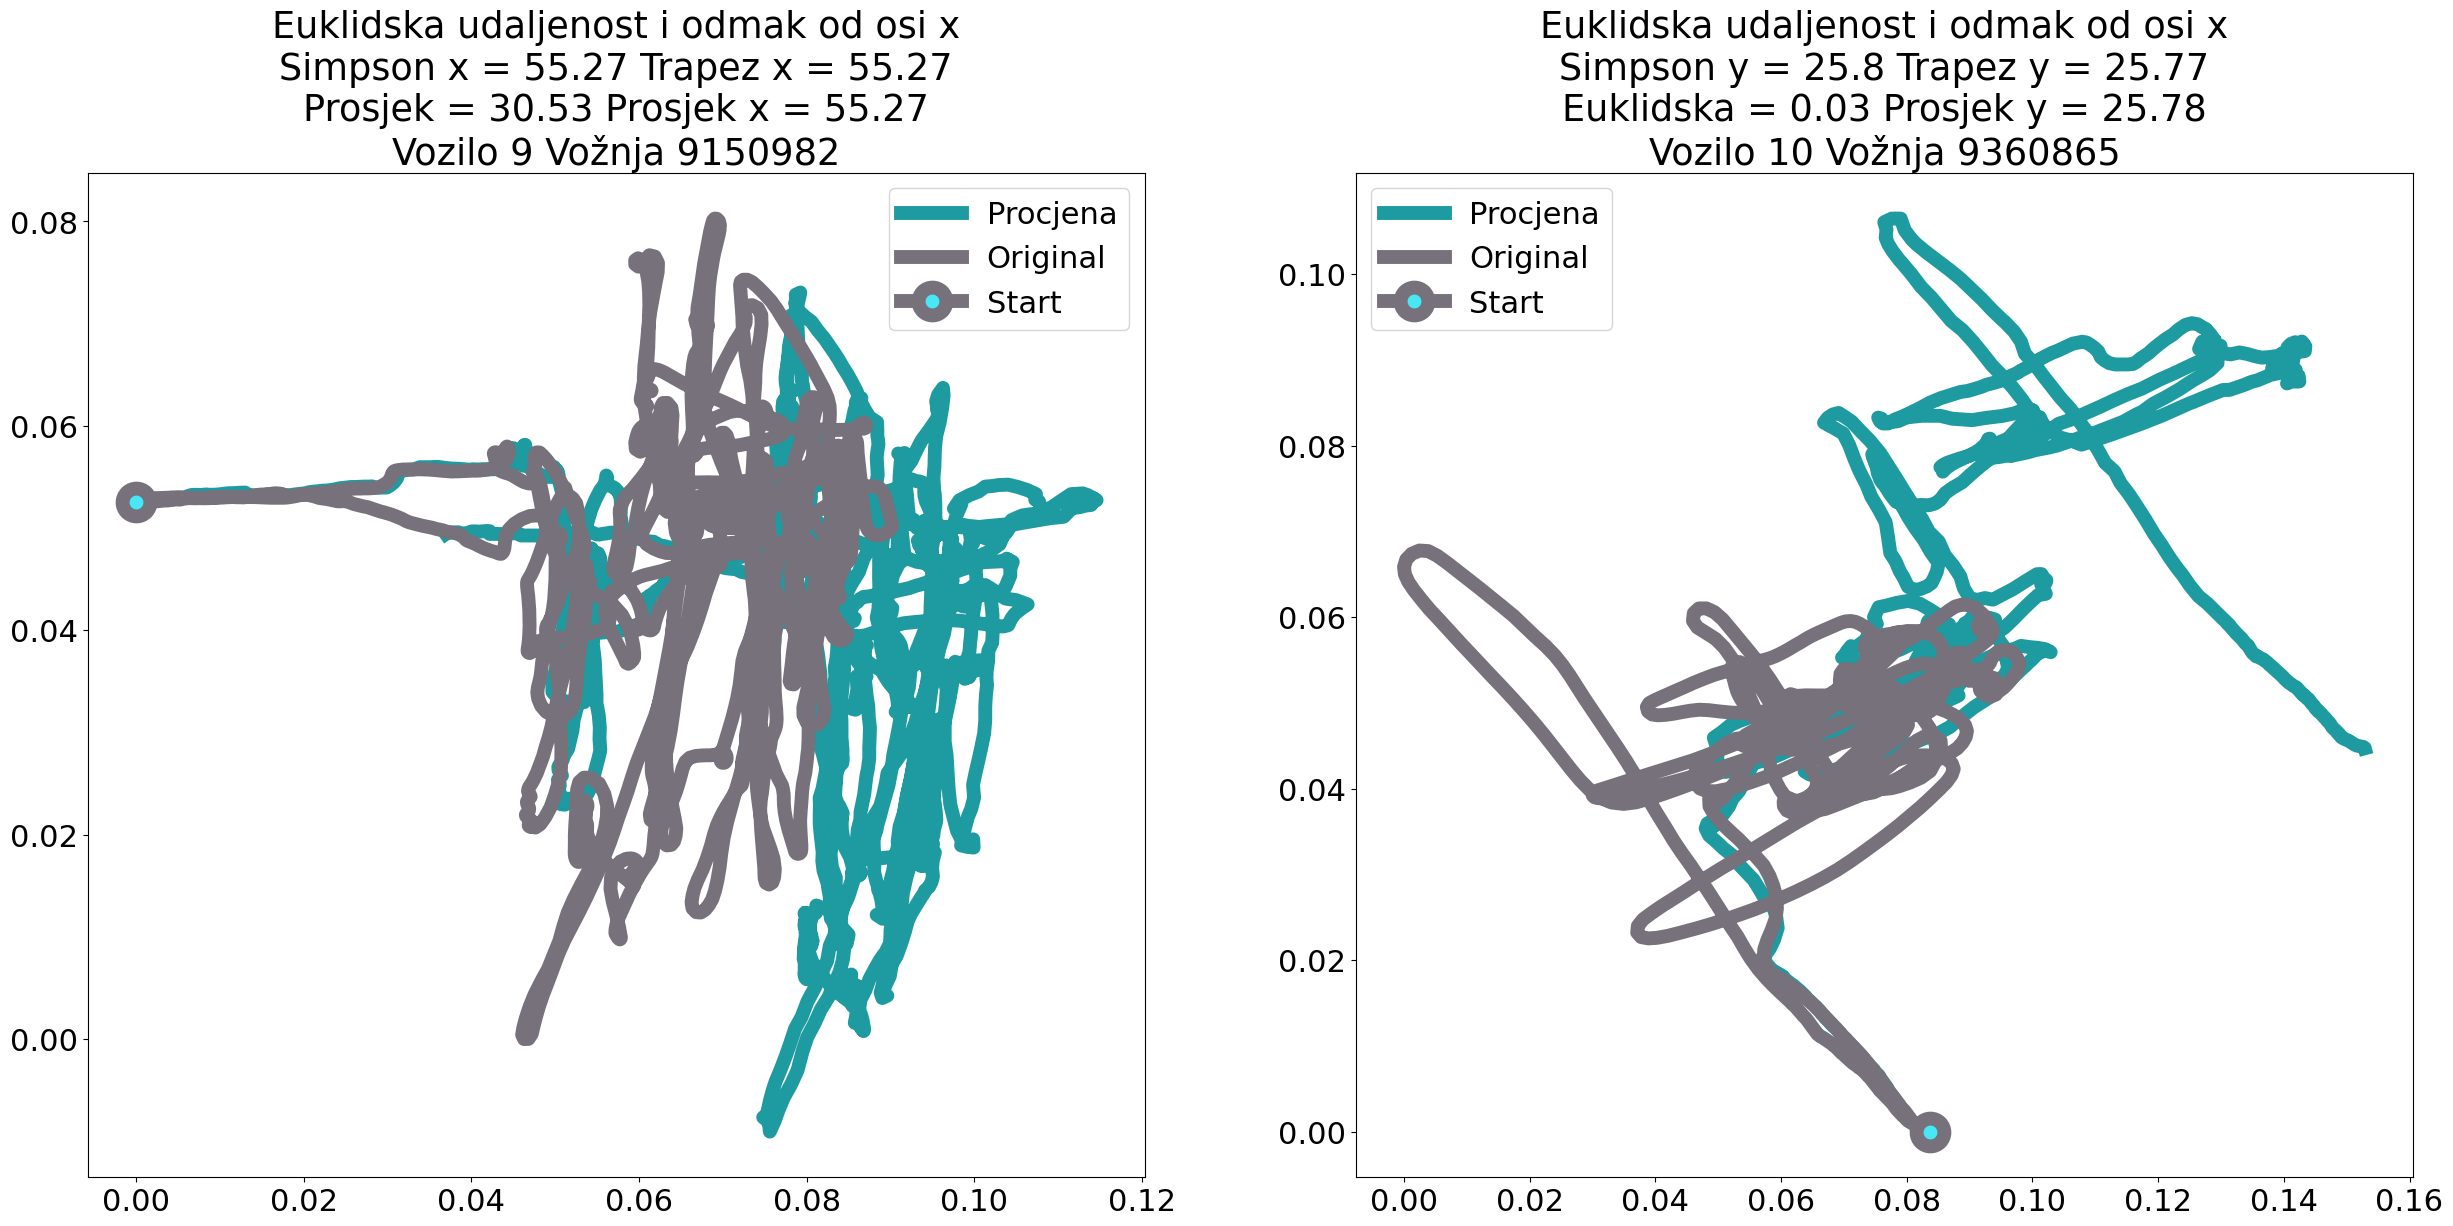 Euklidska udaljenost i odmak od osi x
Simpson x = 55.27 Trapez x = 55.27
Prosjek = 30.53 Prosjek x = 55.27
Vozilo 9 Vožnja 9150982
Procjena
Original
Start
0.08
0.06
0.04
0.02
0.00
0.00 0.02 0.04 0.06 0.08 0.10 0.12
Euklidska udaljenost i odmak od osi x
Simpson y = 25.8 Trapez y = 25.77
Euklidska = 0.03 Prosjek y = 25.78
Vozilo 10 Vožnja 9360865
Procjena
Original
Start
0.10
0.08
0.06
0.04
0.02
0.00
0.00 0.02 0.04 0.06 0.08 0.10 0.12 0.14 0.16